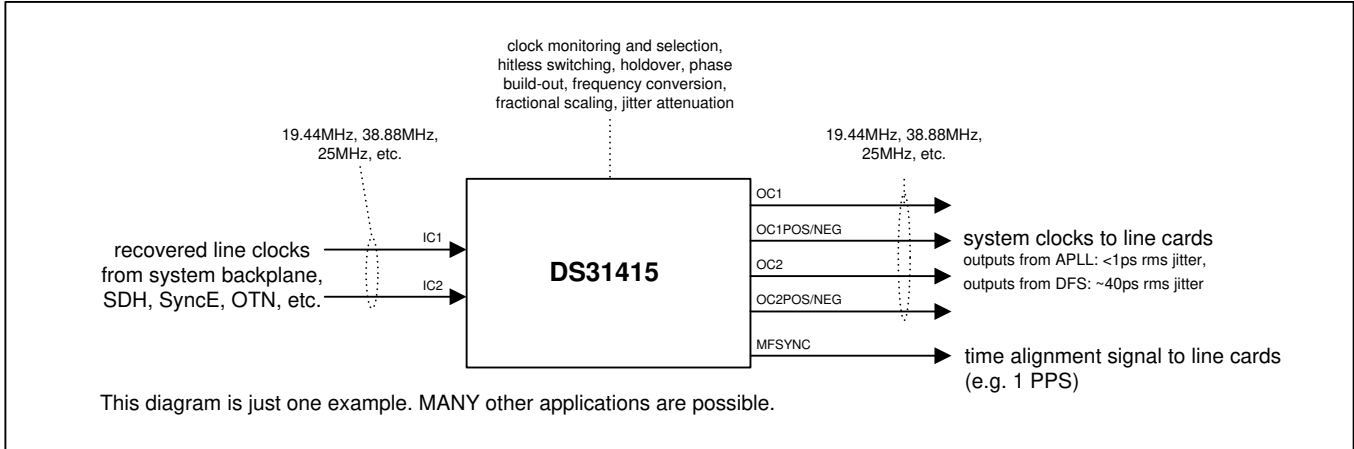 clock monitoring and selection,
hitless switching, holdover, phase
build-out, frequency conversion,
fractional scaling, jitter attenuation
19.44MHz, 38.88MHz,
25MHz, etc.
19.44MHz, 38.88MHz,
25MHz, etc.
recovered line clocks
from system backplane,
SDH, SyncE, OTN, etc.
IC1
IC2
DS31415
OC1
OC1POS/NEG
OC2
OC2POS/NEG
MFSYNC
system clocks to line cards
outputs from APLL: <1ps rms jitter,
outputs from DFS: ~40ps rms jitter
time alignment signal to line cards
(e.g. 1 PPS)
This diagram is just one example. MANY other applications are possible.